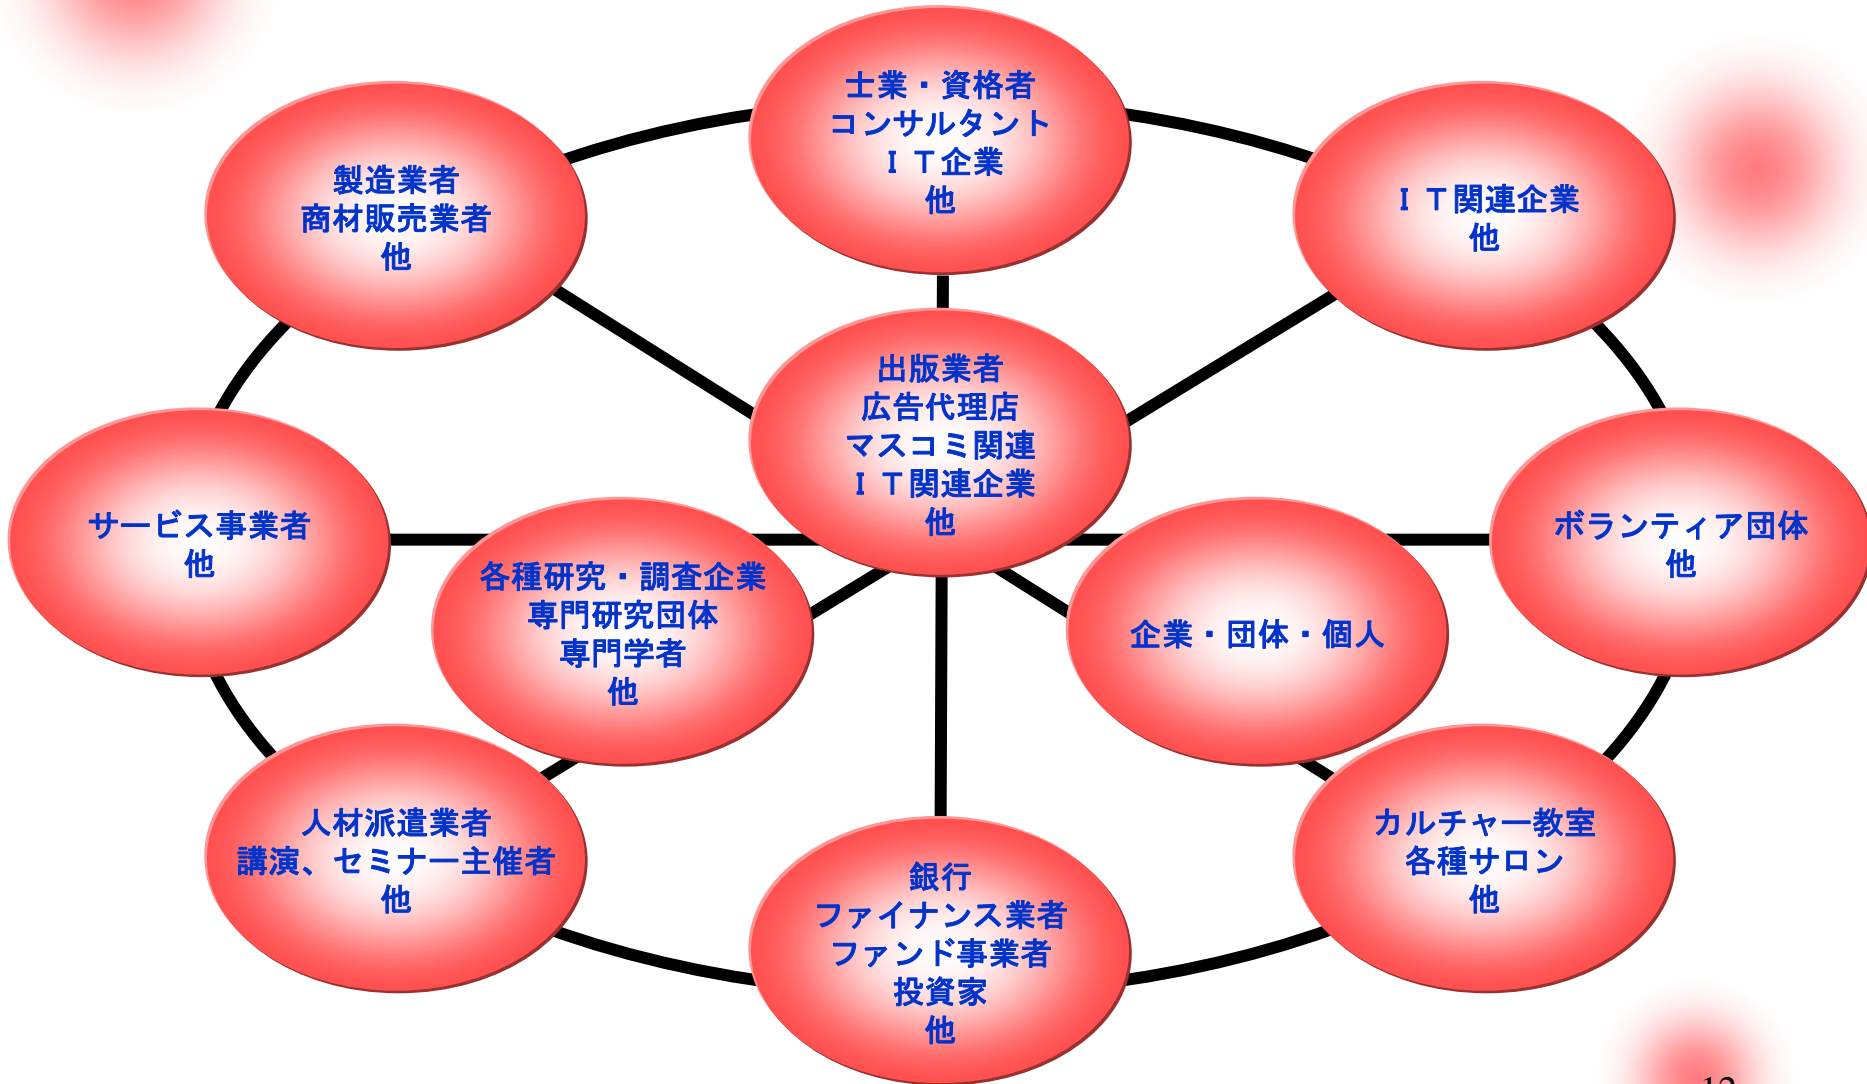 士業・資格者
コンサルタント
ＩＴ企業
他
製造業者
商材販売業者
他
ＩＴ関連企業
他
出版業者
広告代理店
マスコミ関連
ＩＴ関連企業
他
サービス事業者
他
各種研究・調査企業
専門研究団体
専門学者
他
企業・団体・個人
ボランティア団体
他
人材派遣業者
講演、セミナー主催者
他
銀行
ファイナンス業者
ファンド事業者
投資家
他
カルチャー教室
各種サロン
他